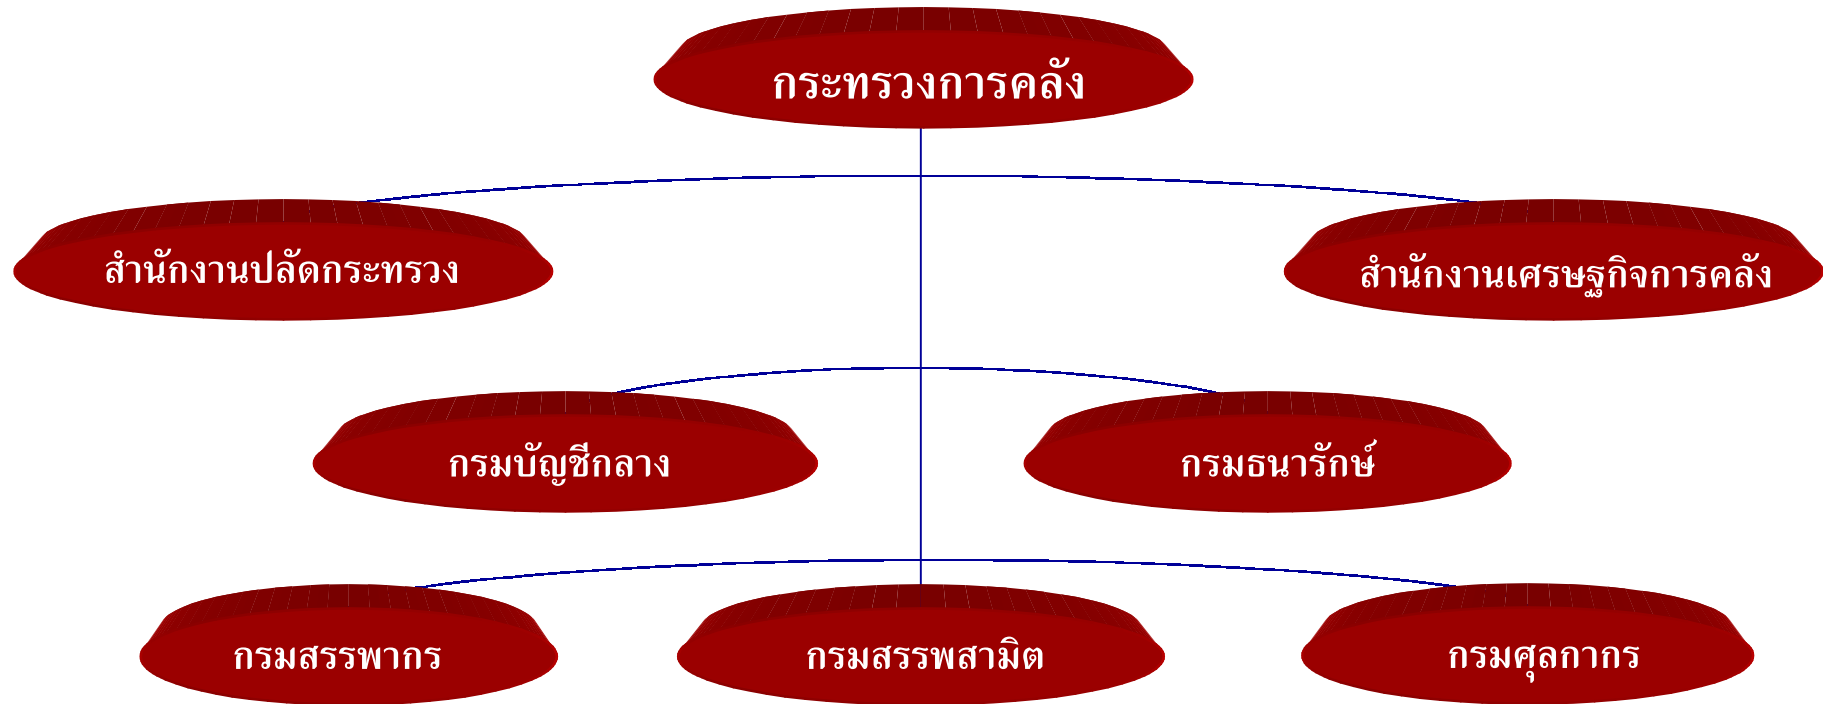 กระทรวงการคลัง
สำนักงานปลัดกระทรวง
สำนักงานเศรษฐกิจการคลัง
กรมบัญชีกลาง
กรมธนารักษ์
กรมสรรพากร
กรมสรรพสามิต
กรมศุลกากร